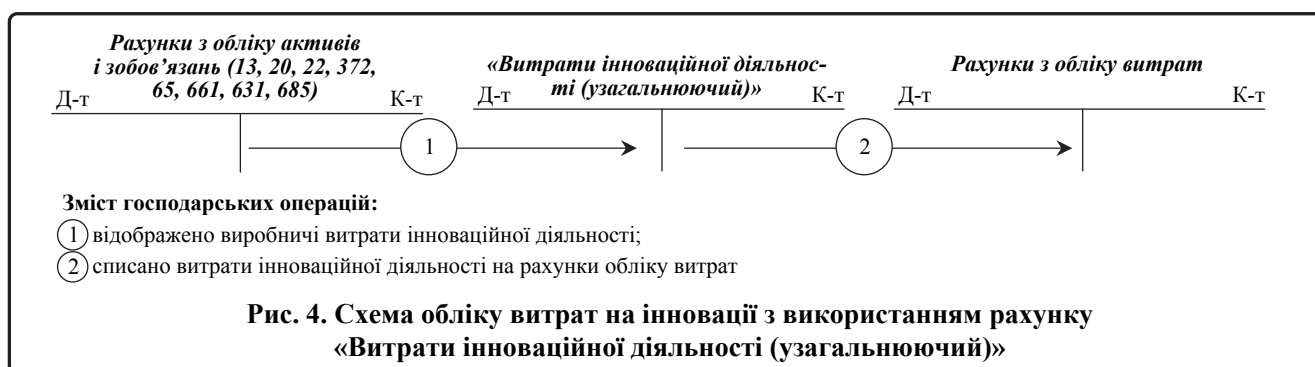 Рахунки з обліку активів
і зобов’язань (13, 20, 22, 372,
65, 661, 631, 685)
Д-т К-т
«Витрати інноваційної діяльнос-
ті (узагальнюючий)»
Д-т К-т
Рахунки з обліку витрат
Д-т К-т
1
2
Зміст господарських операцій:
1 відображено виробничі витрати інноваційної діяльності;
2 списано витрати інноваційної діяльності на рахунки обліку витрат
Рис. 4. Схема обліку витрат на інновації з використанням рахунку
«Витрати інноваційної діяльності (узагальнюючий)»